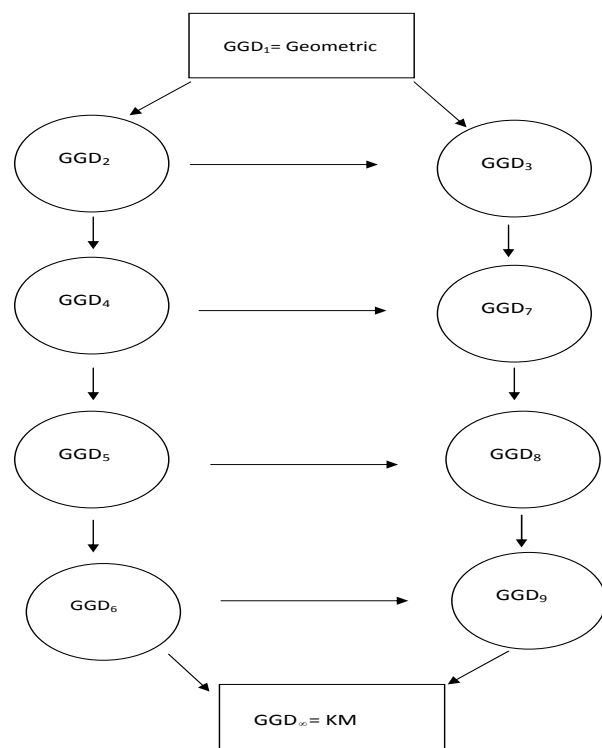 GGD₁= Geometric
GGD₂
GGD₃
GGD₄
GGD₇
GGD₅
GGD₈
GGD₆
GGD₉
GGD∞= KM